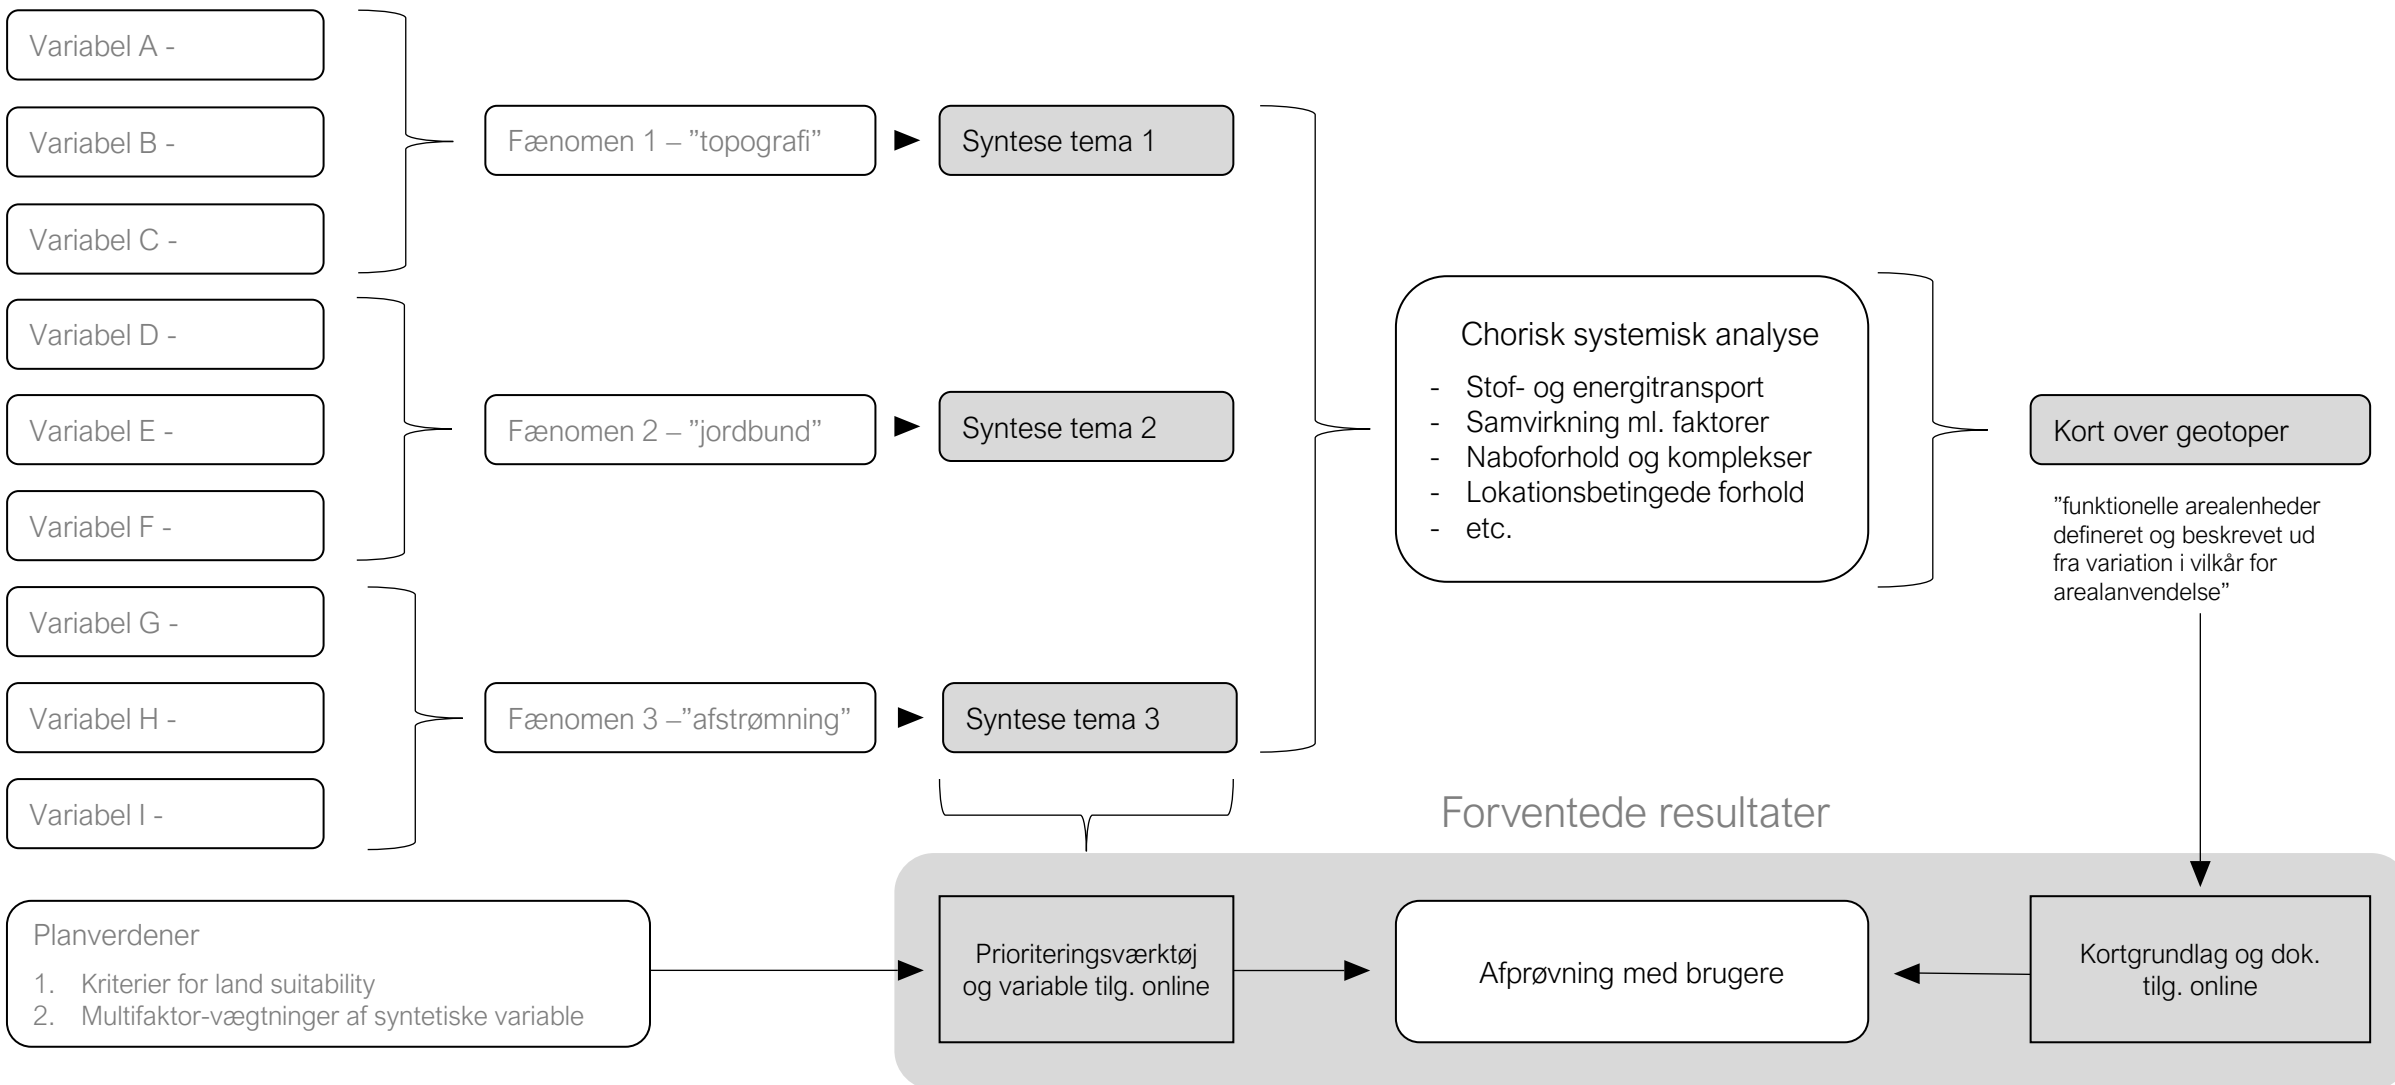 Variabel A -
Variabel B -
Variabel C -
Variabel D -
Variabel E -
Variabel F -
Variabel G -
Variabel H -
Variabel I -
Fænomen 1 – ”topografi”
Fænomen 2 – ”jordbund”
Fænomen 3 –”afstrømning”
Syntese tema 1
Syntese tema 2
Syntese tema 3
Chorisk systemisk analyse
- Stof- og energitransport
- Samvirkning ml. faktorer
- Naboforhold og komplekser
- Lokationsbetingede forhold
- etc.
Kort over geotoper
”funktionelle arealenheder
defineret og beskrevet ud
fra variation i vilkår for
arealanvendelse”
Forventede resultater
Planverdener
1. Kriterier for land suitability
2. Multifaktor-vægtninger af syntetiske variable
Prioriteringsværktøj
og variable tilg. online
Afprøvning med brugere
Kortgrundlag og dok.
tilg. online